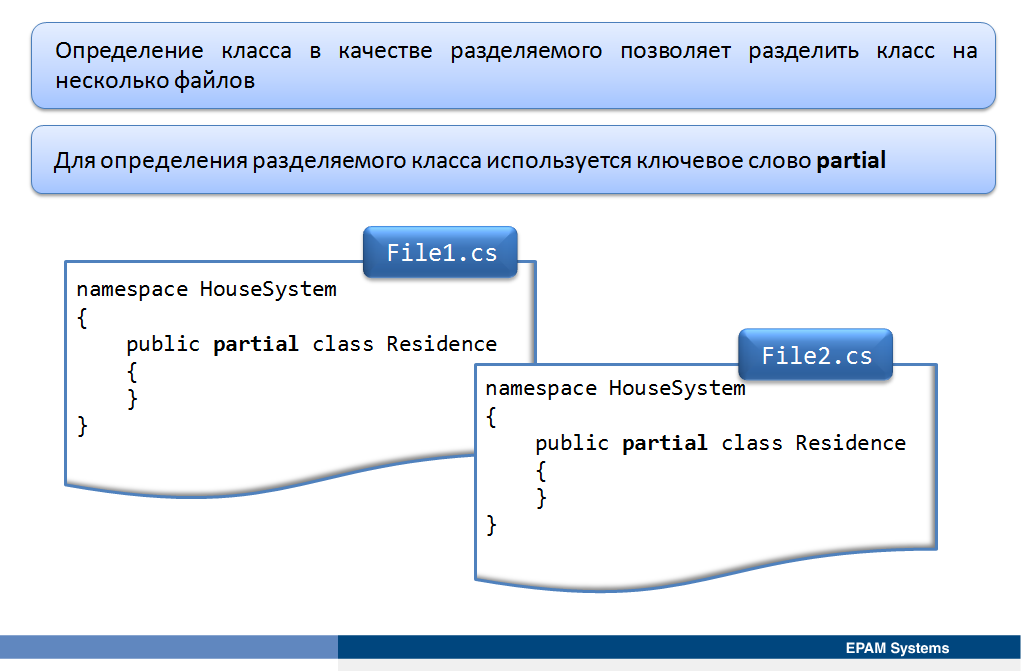 Определение класса в качестве разделяемого позволяет разделить класс на
несколько файлов
Для определения разделяемого класса используется ключевое слово partial
File1.cs
namespace HouseSystem
{
    public partial class Residence
    {
    }
}
File2.cs
namespace HouseSystem
{
    public partial class Residence
    {
    }
}
EPAM Systems